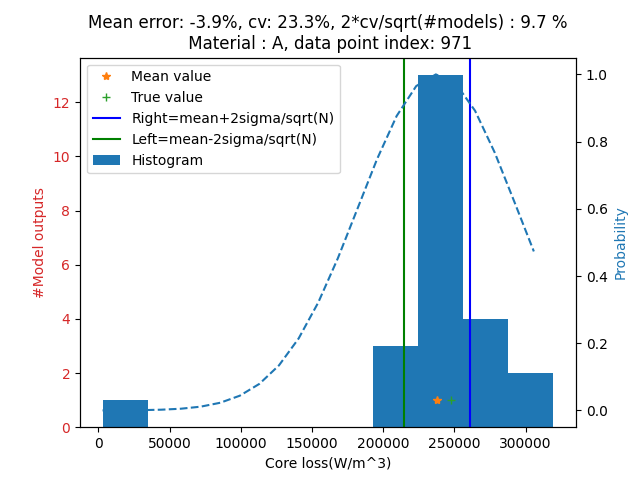 Mean error: -3.9%, cv: 23.3%, 2*cv/sqrt(#models) : 9.7 %
Material : A, data point index: 971
Mean value
True value
Right=mean+2sigma/sqrt(N)
Left=mean-2sigma/sqrt(N)
Histogram
#Model outputs
12
10
8
6
4
2
0
1.0
0.8
0.6
0.4
0.2
0.0
Probability
0 50000 100000 150000 200000 250000 300000
Core loss(W/m^3)